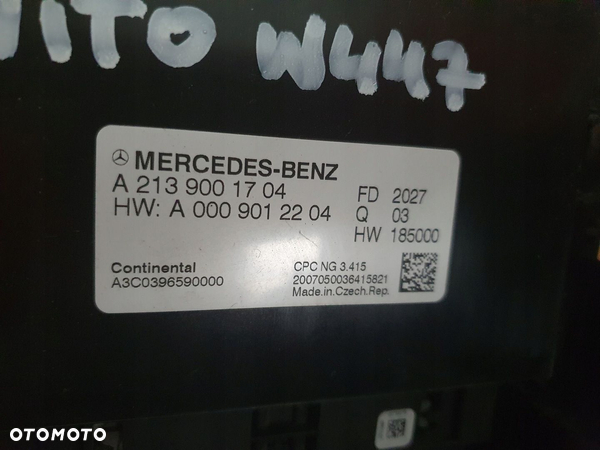 VITO W447
MERCEDES-BENZ
A 213 900 17 04
HW: A 000 901 22 04
FD 2027
Q 03
HW 185000
Continental
A3C0396590000
CPC NG 3.415
2007050036415821
Made.in.Czech.Rep.
OTOMOTO